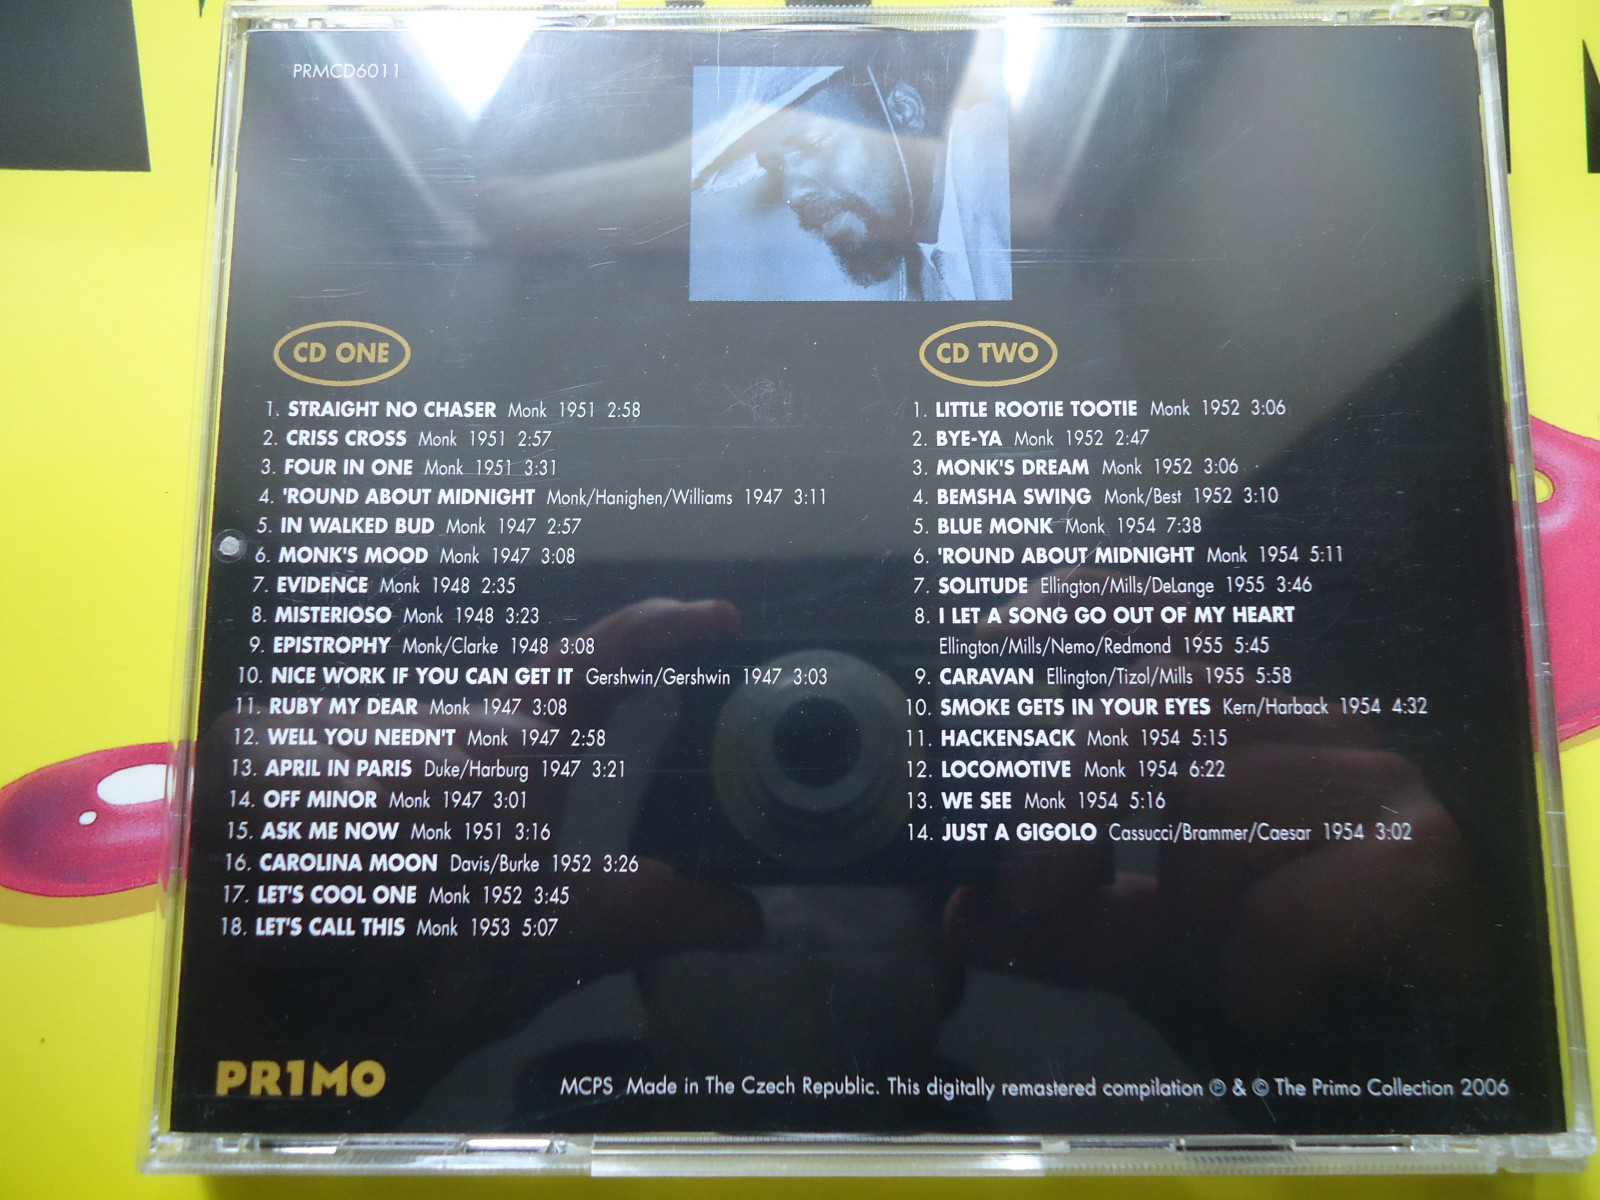 PRMCD6011
CD ONE
1. STRAIGHT NO CHASER Monk 1951 2:58
2. CRISS CROSS Monk 1951 2:57
3. FOUR IN ONE Monk 1951 3:31
4. 'ROUND ABOUT MIDNIGHT Monk/Hanighen/Williams 1947 3:11
5. IN WALKED BUD Monk 1947 2:57
6. MONK'S MOOD Monk 1947 3:08
7. EVIDENCE Monk 1948 2:35
8. MISTERIOSO Monk 1948 3:23
9. EPISTROPHY Monk/Clarke 1948 3:08
10. NICE WORK IF YOU CAN GET IT Gershwin/Gershwin 1947 3:03
11. RUBY MY DEAR Monk 1947 3:08
12. WELL YOU NEEDN'T Monk 1947 2:58
13. APRIL IN PARIS Duke/Harburg 1947 3:21
14. OFF MINOR Monk 1947 3:01
15. ASK ME NOW Monk 1951 3:16
16. CAROLINA MOON Davis/Burke 1952 3:26
17. LET'S COOL ONE Monk 1952 3:45
18. LET'S CALL THIS Monk 1953 5:07
CD TWO
1. LITTLE ROOTIE TOOTIE Monk 1952 3:06
2. BYE-YA Monk 1952 2:47
3. MONK'S DREAM Monk 1952 3:06
4. BEMSHA SWING Monk/Best 1952 3:10
5. BLUE MONK Monk 1954 7:38
6. 'ROUND ABOUT MIDNIGHT Monk 1954 5:11
7. SOLITUDE Ellington/Mills/DeLange 1955 3:46
8. I LET A SONG GO OUT OF MY HEART
Ellington/Mills/Nemo/Redmond 1955 5:45
9. CARAVAN Ellington/Tizol/Mills 1955 5:58
10. SMOKE GETS IN YOUR EYES Kern/Harback 1954 4:32
11. HACKENSACK Monk 1954 5:15
12. LOCOMOTIVE Monk 1954 6:22
13. WE SEE Monk 1954 5:16
14. JUST A GIGOLO Cassucci/Brammer/Caesar 1954 3:02
PR1MO
MCPS Made in The Czech Republic. This digitally remastered compilation ℗ & © The Primo Collection 2006